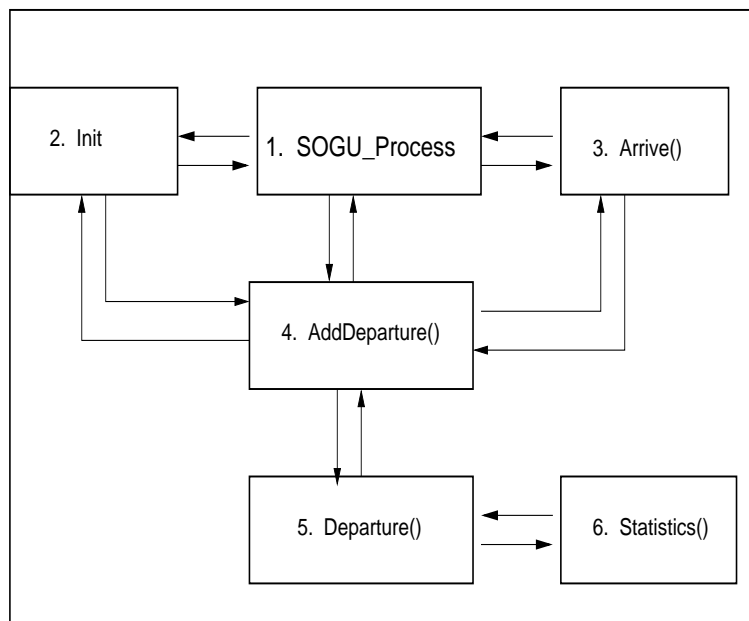 2. Init
1. SOGU_Process
3. Arrive()
4. AddDeparture()
5. Departure()
6. Statistics()